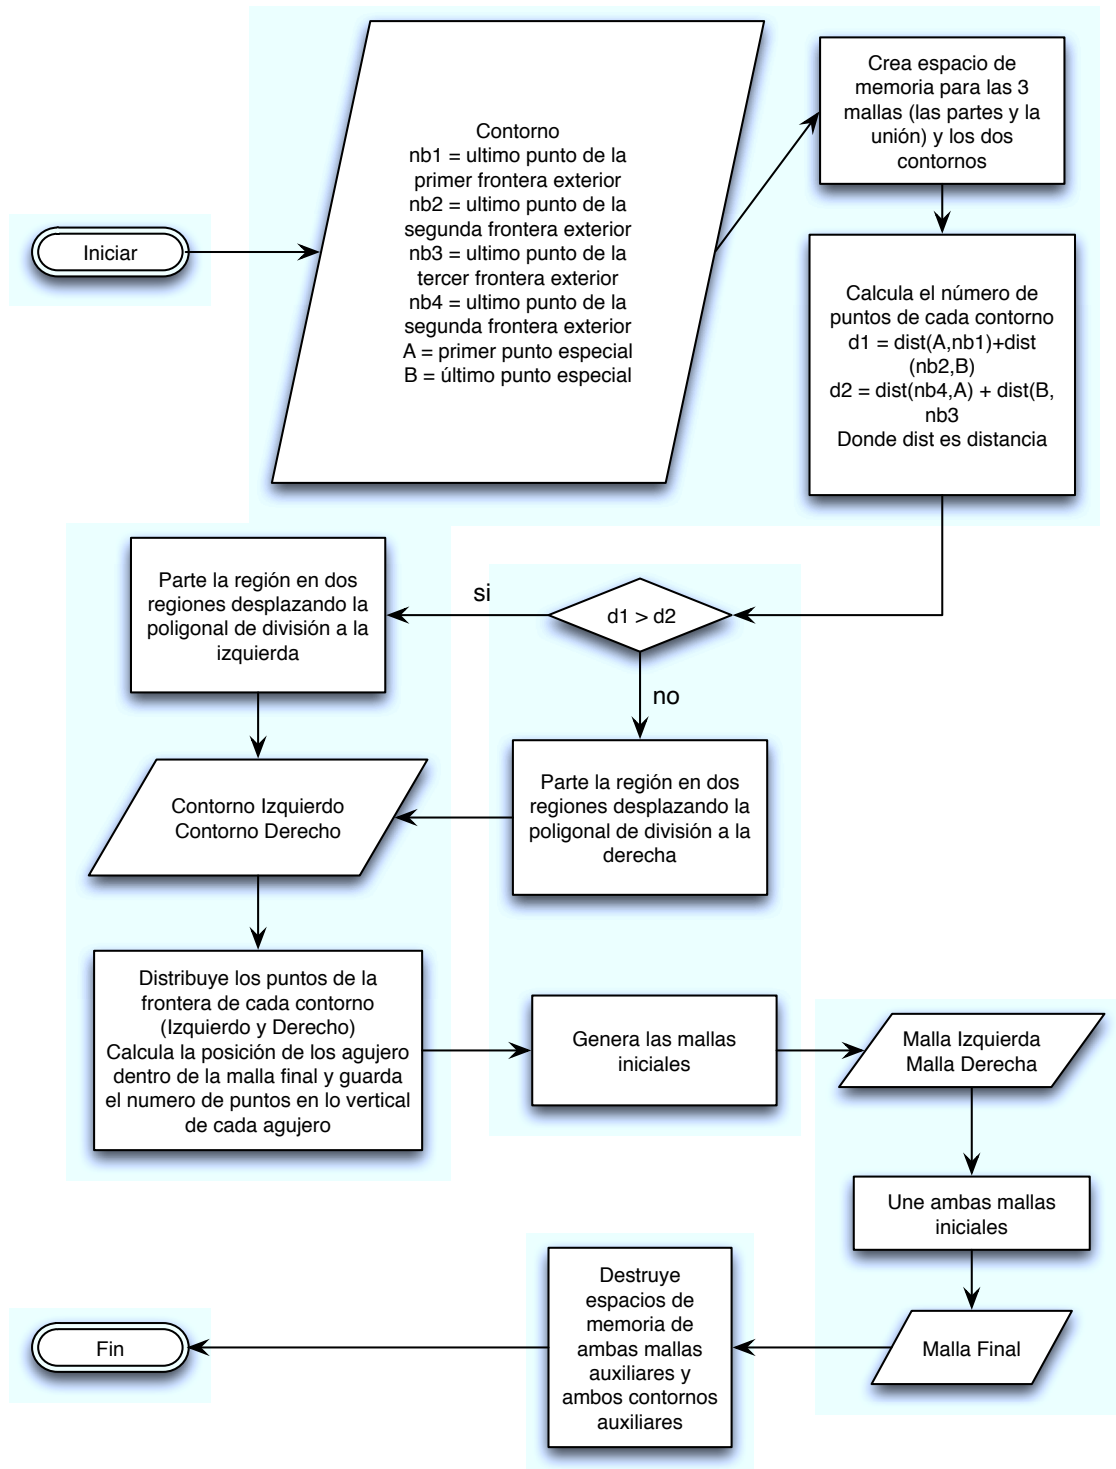 Iniciar
Contorno
nb1 = ultimo punto de la
primer frontera exterior
nb2 = ultimo punto de la
segunda frontera exterior
nb3 = ultimo punto de la
tercer frontera exterior
nb4 = ultimo punto de la
segunda frontera exterior
A = primer punto especial
B = último punto especial
Crea espacio de
memoria para las 3
mallas (las partes y la
unión) y los dos
contornos
Calcula el número de
puntos de cada contorno
d1 = dist(A,nb1)+dist
(nb2,B)
d2 = dist(nb4,A) + dist(B,
nb3
Donde dist es distancia
d1 > d2
si
no
Parte la región en dos
regiones desplazando la
poligonal de división a la
izquierda
Parte la región en dos
regiones desplazando la
poligonal de división a la
derecha
Contorno Izquierdo
Contorno Derecho
Distribuye los puntos de la
frontera de cada contorno
(Izquierdo y Derecho)
Calcula la posición de los agujero
dentro de la malla final y guarda
el numero de puntos en lo vertical
de cada agujero
Genera las mallas
iniciales
Malla Izquierda
Malla Derecha
Une ambas mallas
iniciales
Malla Final
Destruye
espacios de
memoria de
ambas mallas
auxiliares y
ambos contornos
auxiliares
Fin